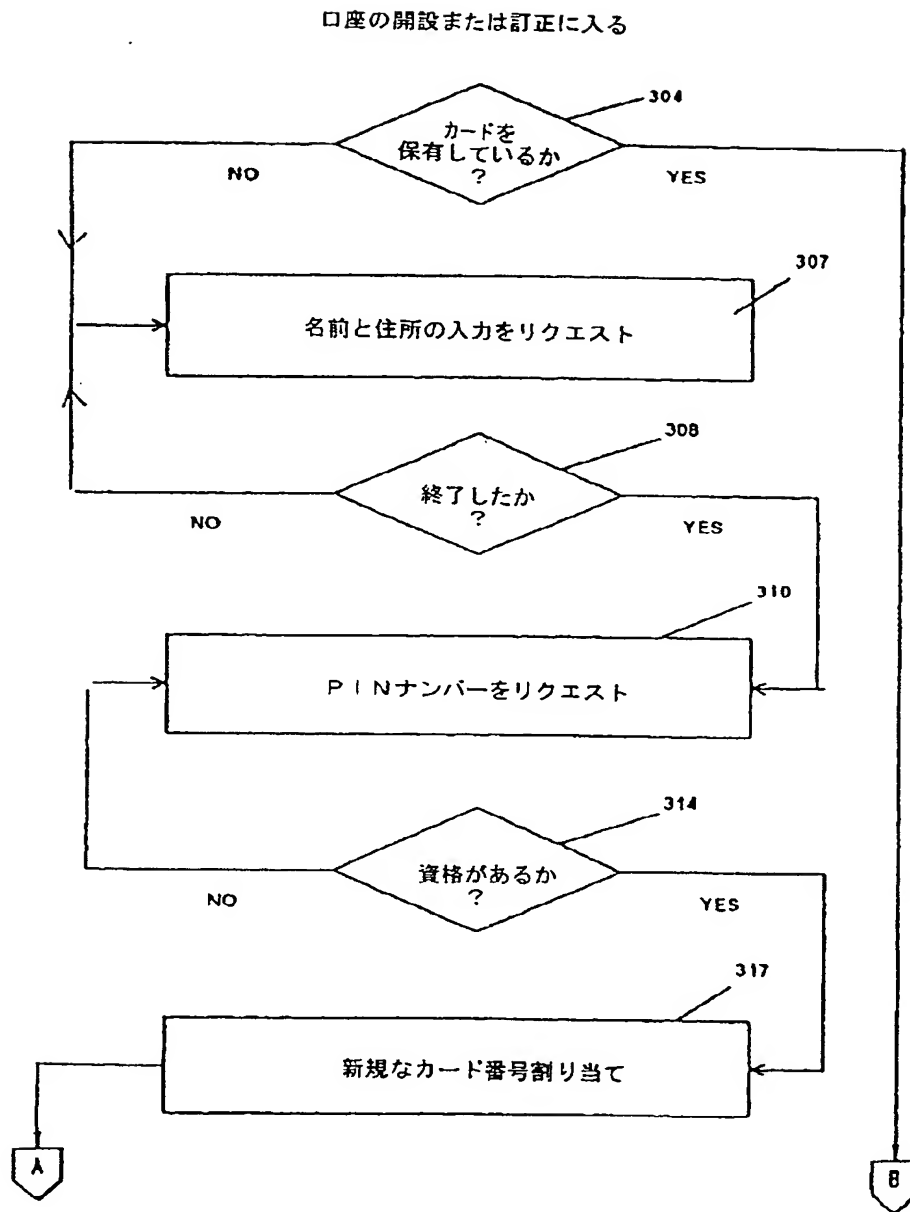 口座の開設または訂正に入る
304
カードを
保有しているか
?
NO
YES
307
名前と住所の入力をリクエスト
308
終了したか
?
NO
YES
310
PINナンバーをリクエスト
314
資格があるか
?
NO
YES
317
新規なカード番号割り当て
A
B